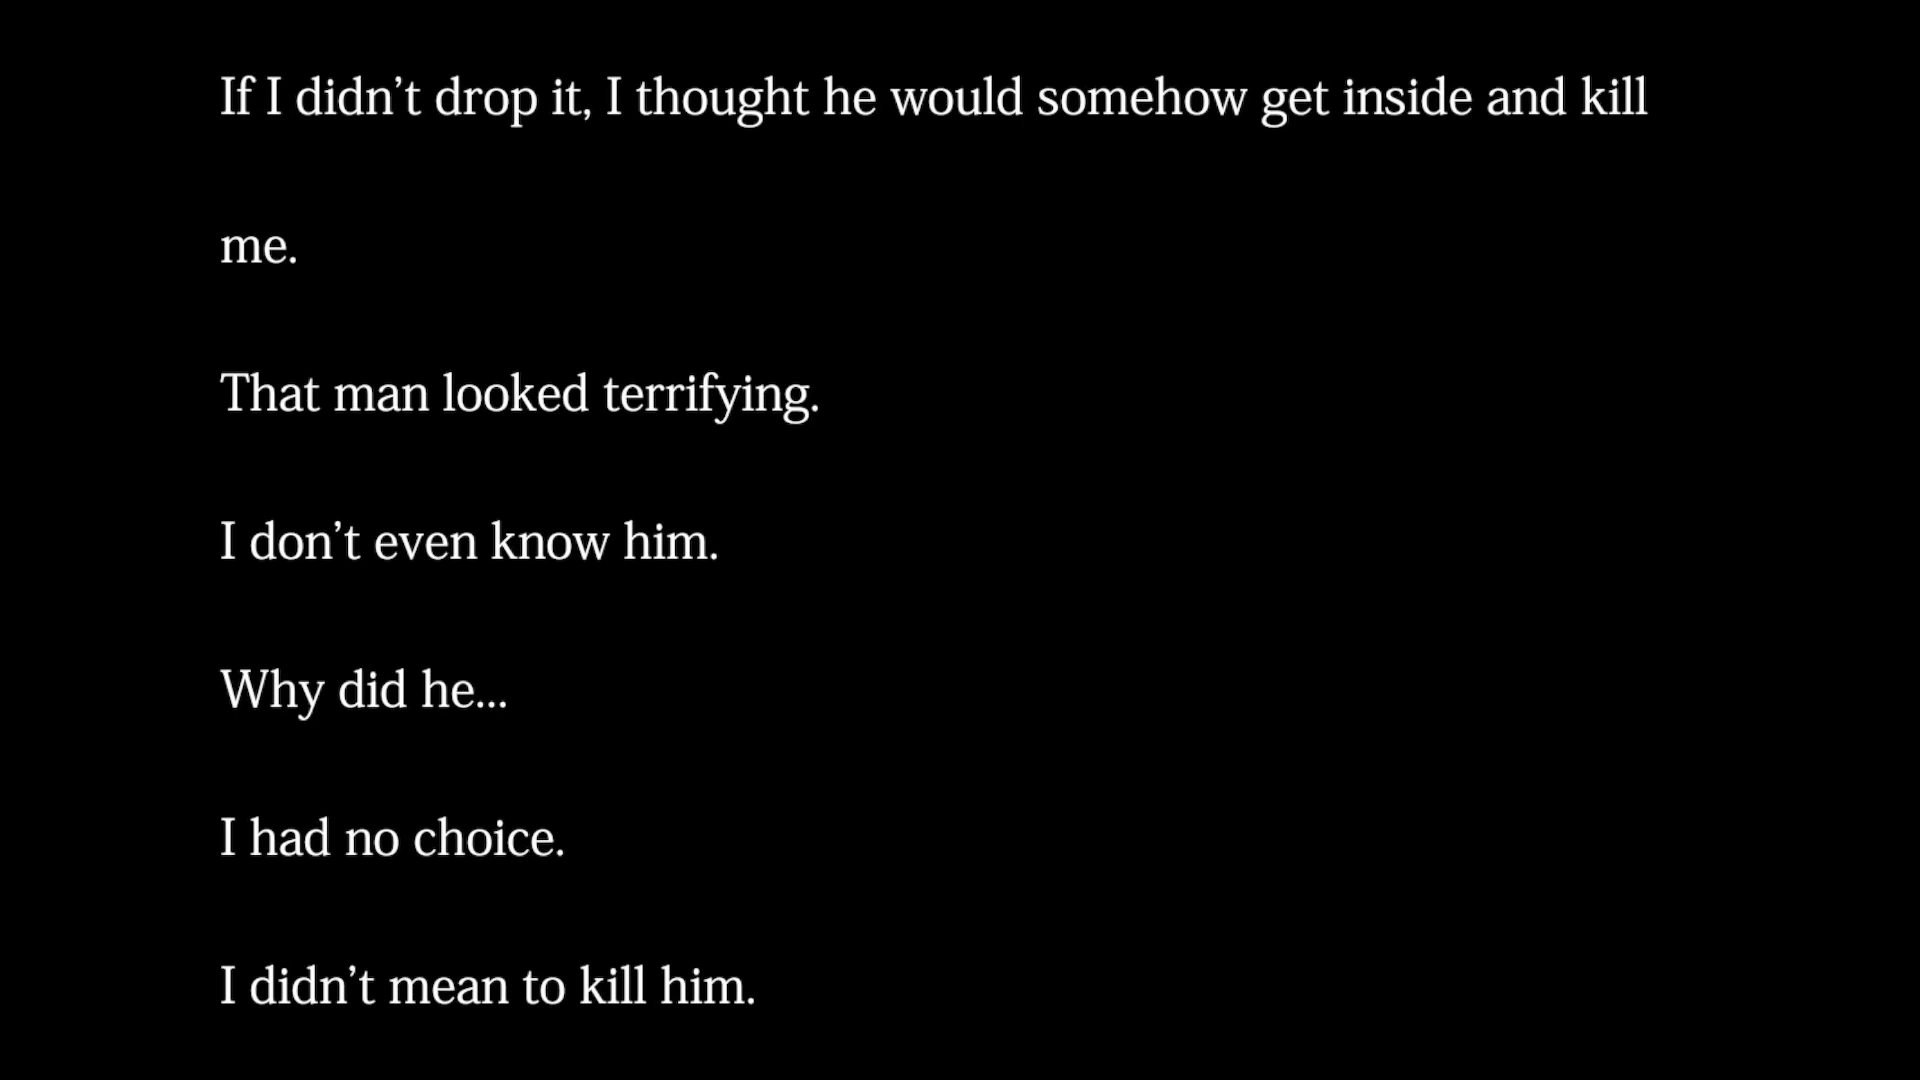 If I didn’t drop it, I thought he would somehow get inside and kill
me.
That man looked terrifying.
I don’t even know him.
Why did he...
I had no choice.
I didn’t mean to kill him.